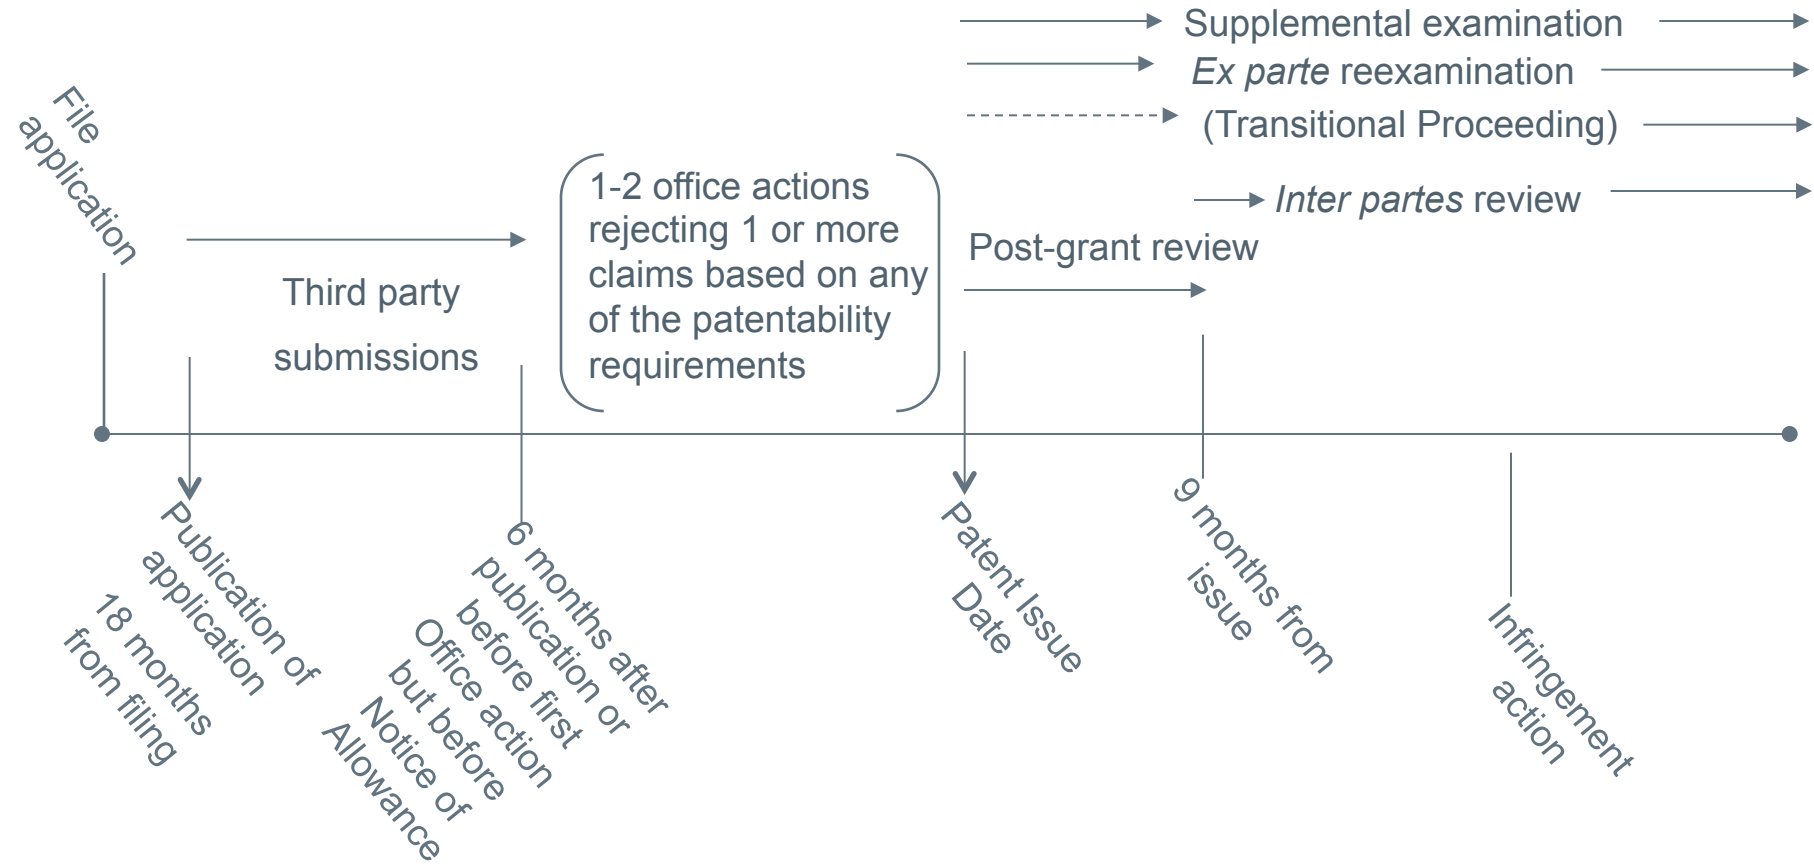 Supplemental examination
Ex parte reexamination
(Transitional Proceeding)
Inter partes review
File
application
Third party
submissions
1-2 office actions
rejecting 1 or more
claims based on any
of the patentability
requirements
Post-grant review
Publication of
application
18 months
from filing
6 months after
publication or
before first
Office action
but before
Notice of
Allowance
Patent Issue
Date
9 months from
issue
Infringement
action